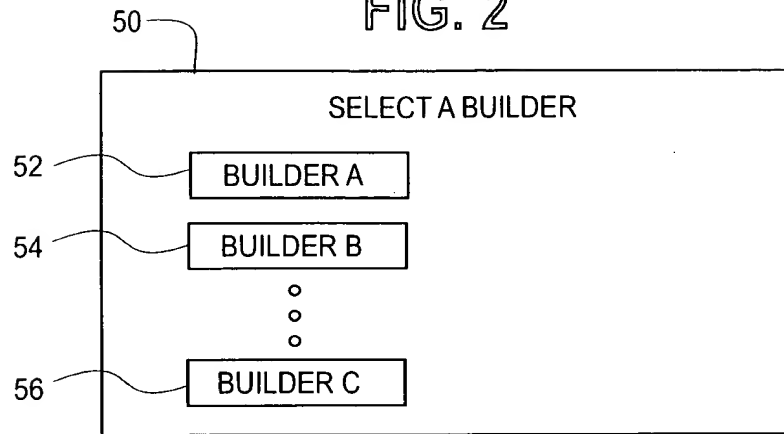 FIG. 2
50
SELECT A BUILDER
52
BUILDER A
54
BUILDER B
56
BUILDER C